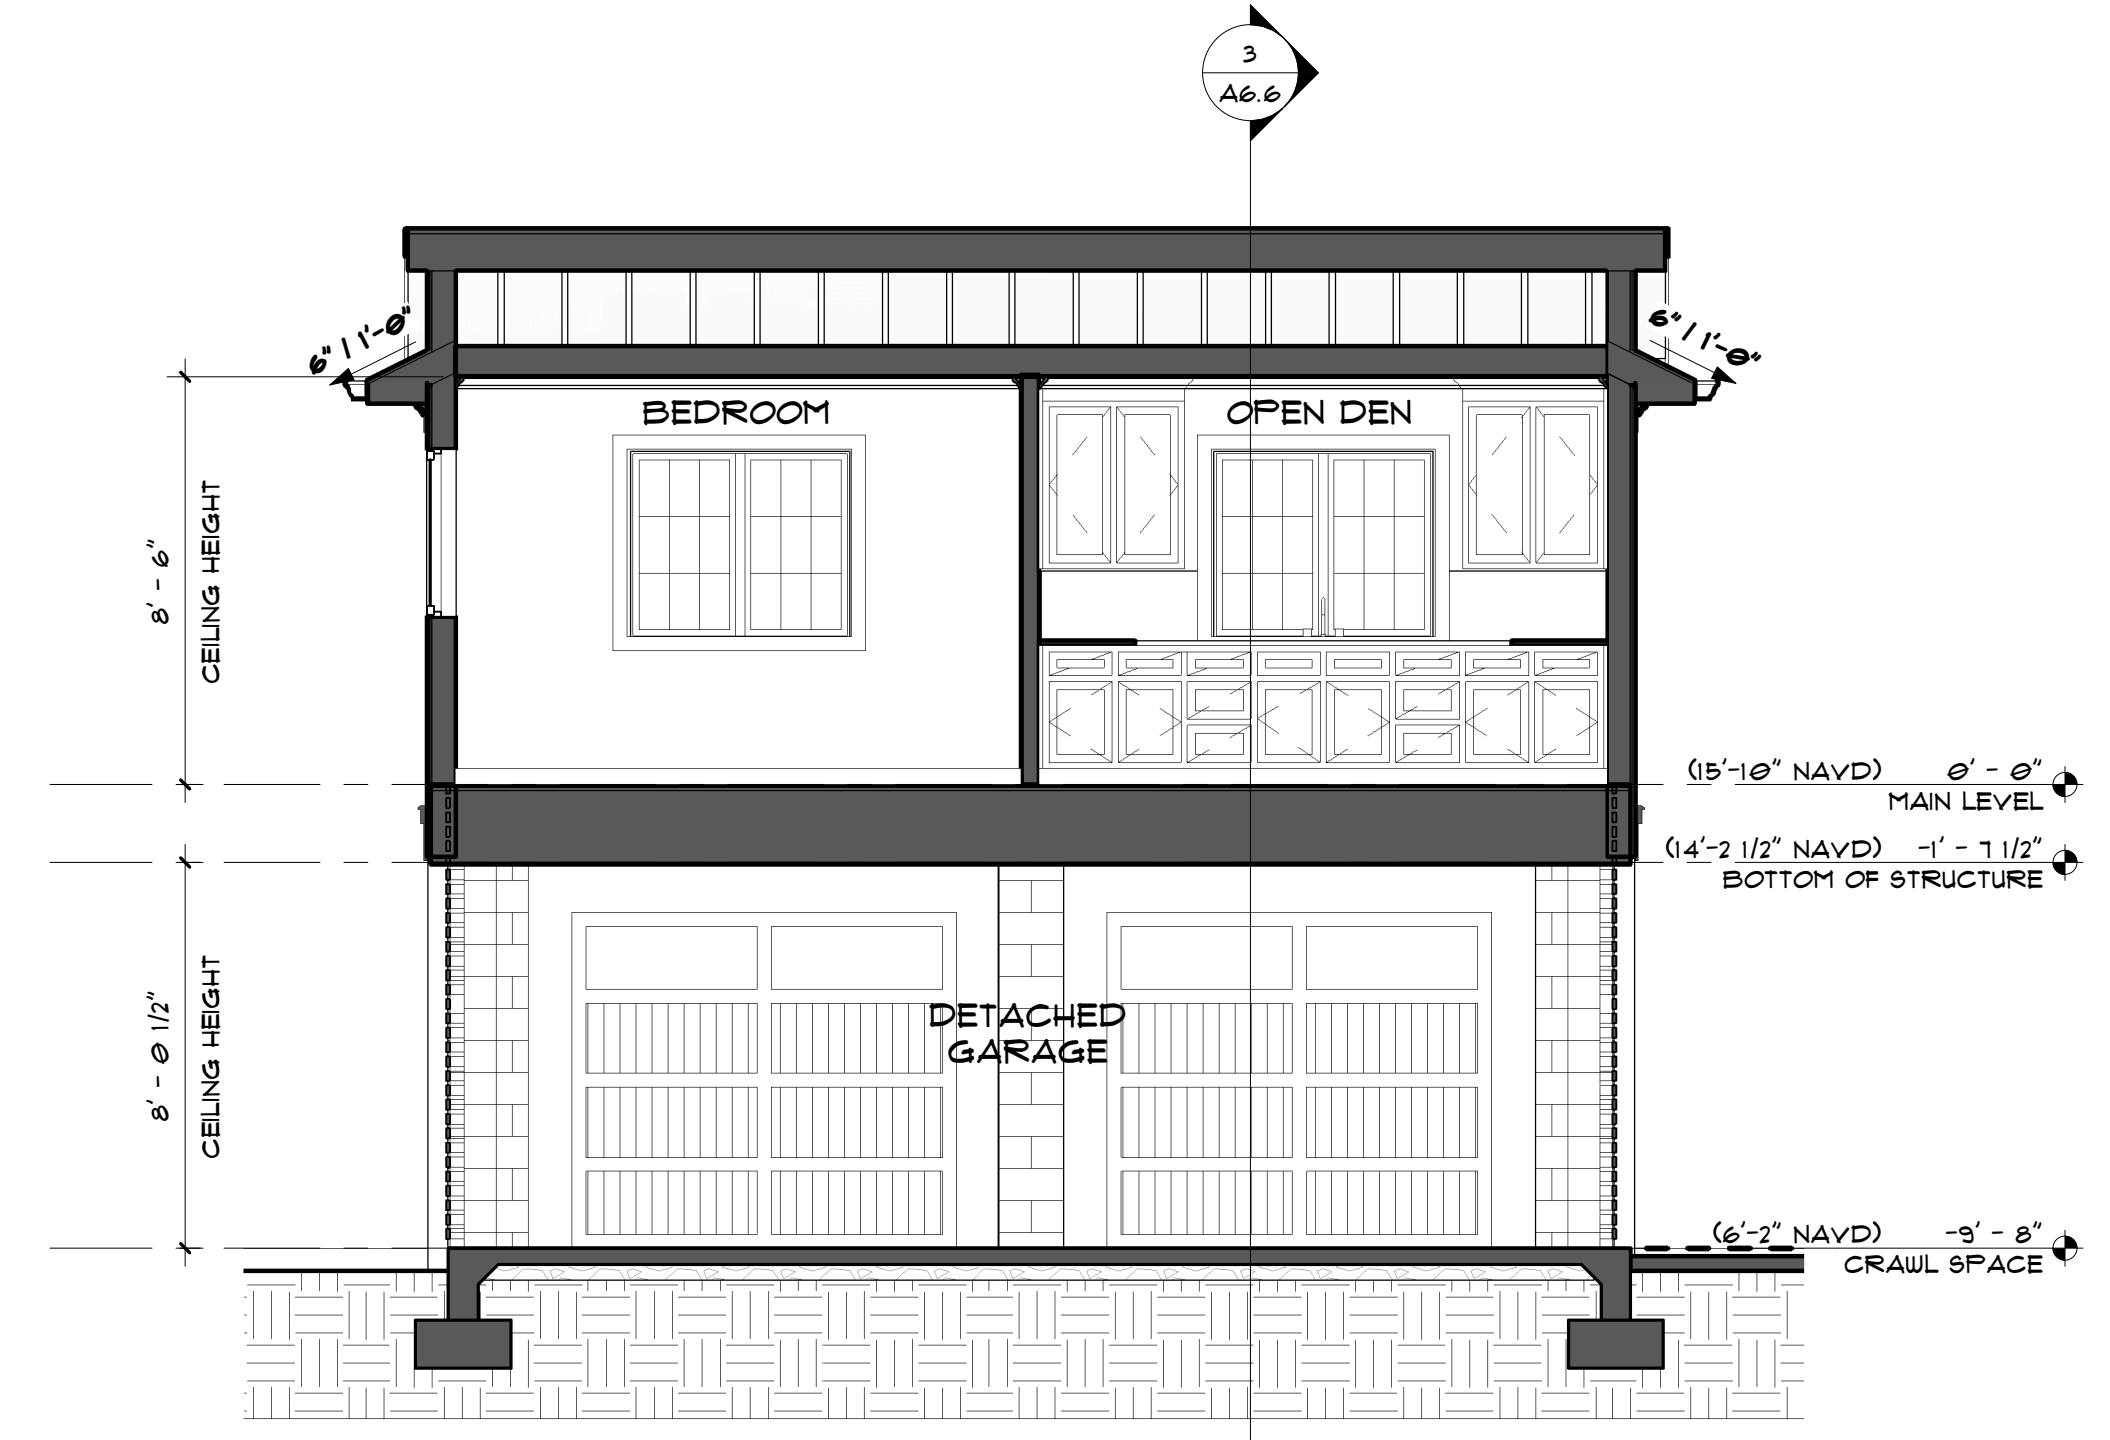 3
A6.6
6" / 1'-0"
6" / 1'-0"
BEDROOM
OPEN DEN
8' - 6"
CEILING HEIGHT
(15'-10" NAVD) 0' - 0"
MAIN LEVEL
(14'-2 1/2" NAVD) -1' - 7 1/2"
BOTTOM OF STRUCTURE
8' - 0 1/2"
CEILING HEIGHT
DETACHED
GARAGE
(6'-2" NAVD) -9' - 8"
CRAWL SPACE